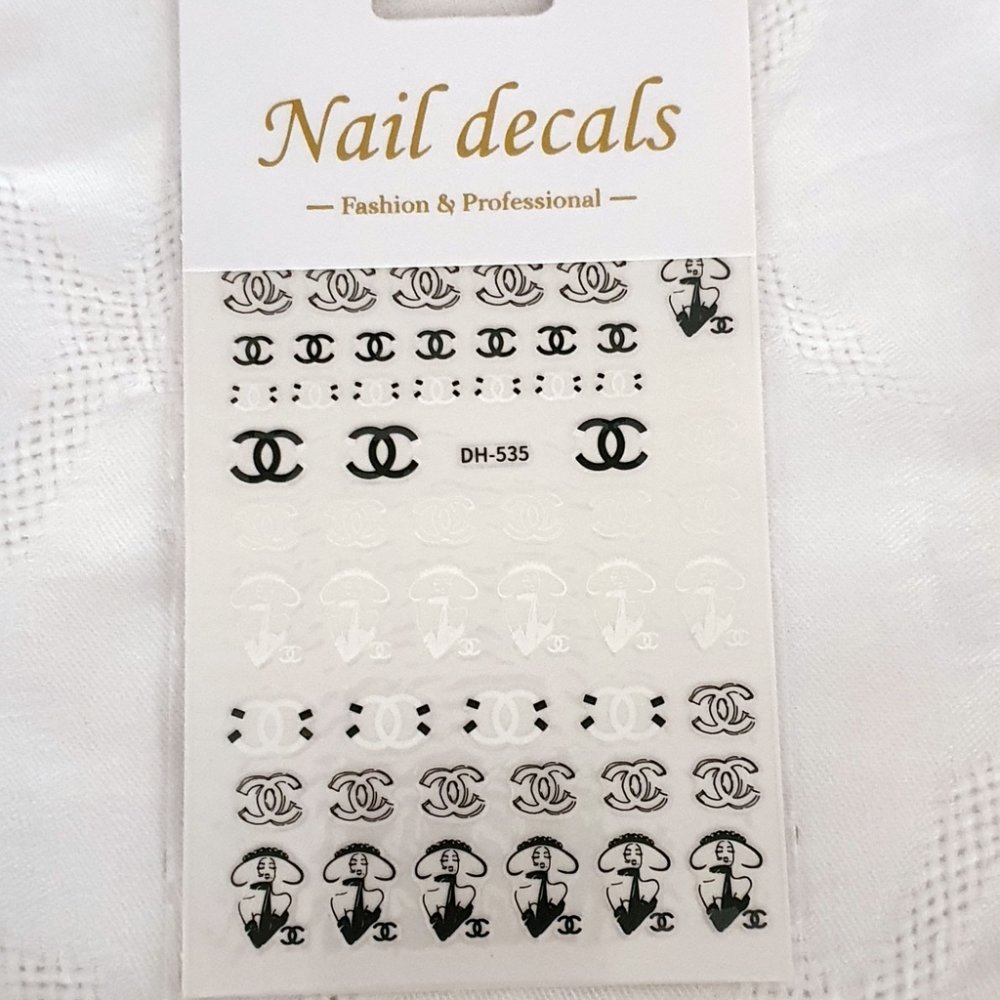 Nail decals
— Fashion & Professional —
DH-535